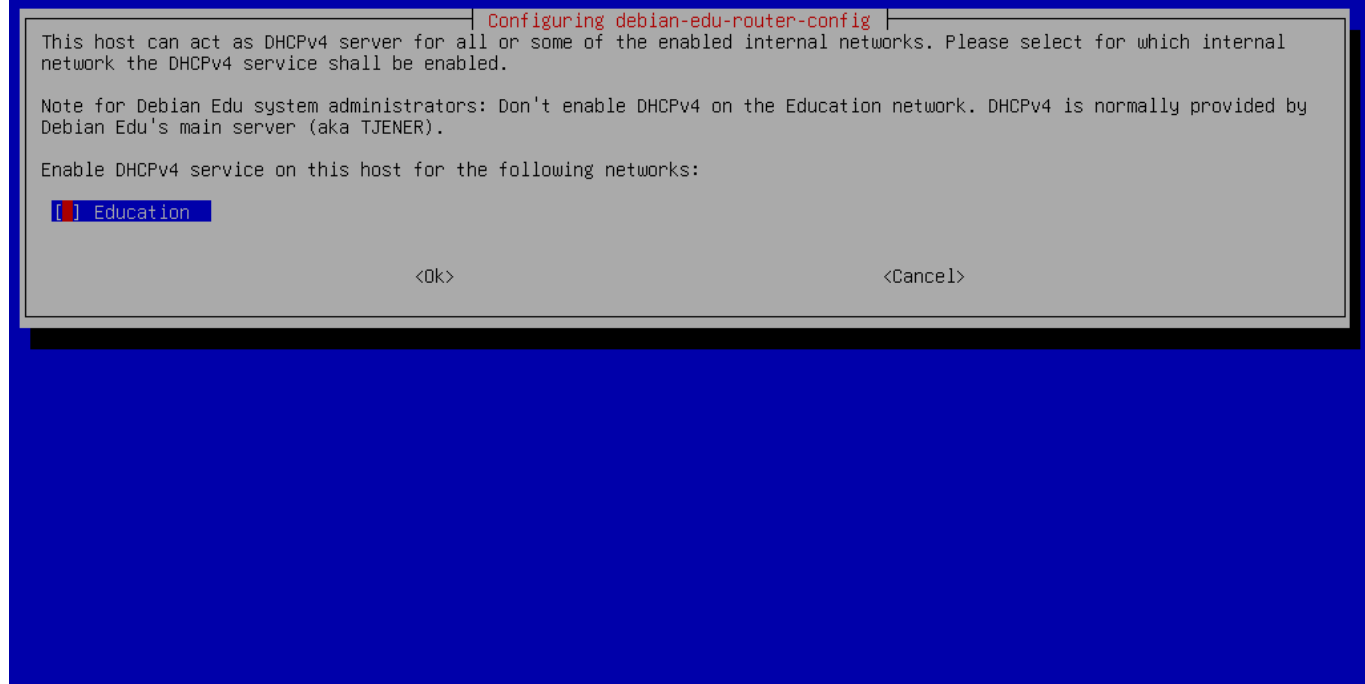 Configuring debian-edu-router-config
This host can act as DHCPv4 server for all or some of the enabled internal networks. Please select for which internal
network the DHCPv4 service shall be enabled.
Note for Debian Edu system administrators: Don't enable DHCPv4 on the Education network. DHCPv4 is normally provided by
Debian Edu's main server (aka TJENER).
Enable DHCPv4 service on this host for the following networks:
[ ] Education
<Ok> <Cancel>